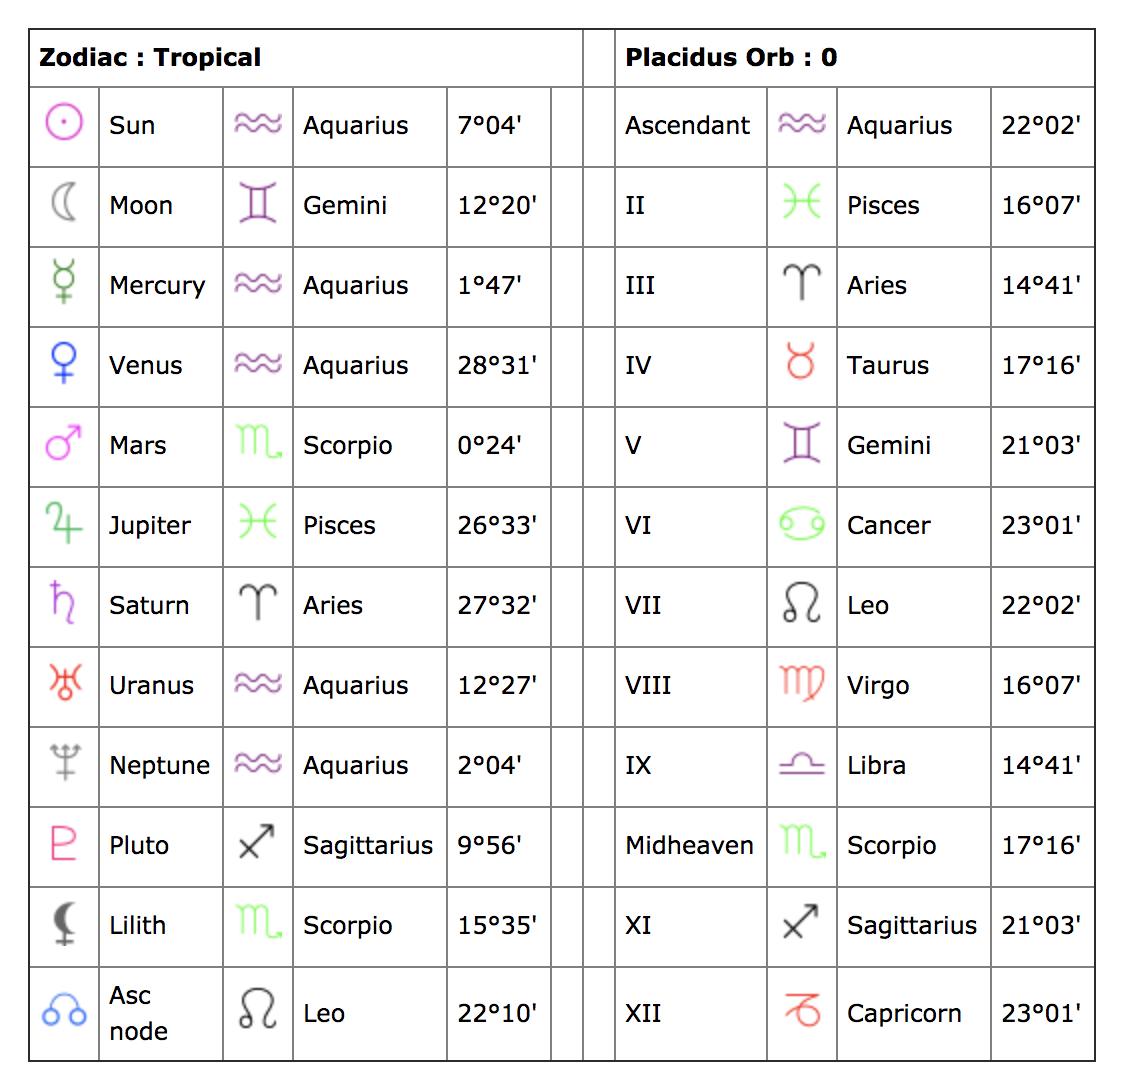 Zodiac : Tropical Placidus Orb : 0
Sun Aquarius 7°04' Ascendant Aquarius 22°02'
Moon Gemini 12°20' II Pisces 16°07'
Mercury Aquarius 1°47' III Aries 14°41'
Venus Aquarius 28°31' IV Taurus 17°16'
Mars Scorpio 0°24' V Gemini 21°03'
Jupiter Pisces 26°33' VI Cancer 23°01'
Saturn Aries 27°32' VII Leo 22°02'
Uranus Aquarius 12°27' VIII Virgo 16°07'
Neptune Aquarius 2°04' IX Libra 14°41'
Pluto Sagittarius 9°56' Midheaven Scorpio 17°16'
Lilith Scorpio 15°35' XI Sagittarius 21°03'
Asc
node Leo 22°10' XII Capricorn 23°01'